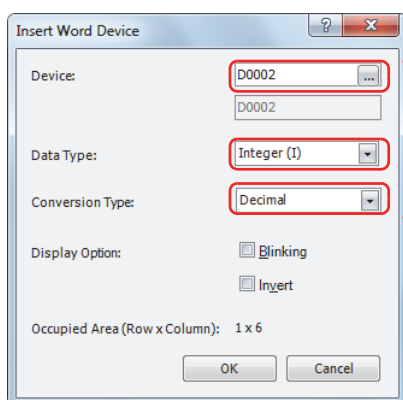 Insert Word Device
Device: D0002 ...
D0002
Data Type: Integer (I)
Conversion Type: Decimal
Display Option: Blinking
Invert
Occupied Area (Row x Column): 1 x 6
OK Cancel